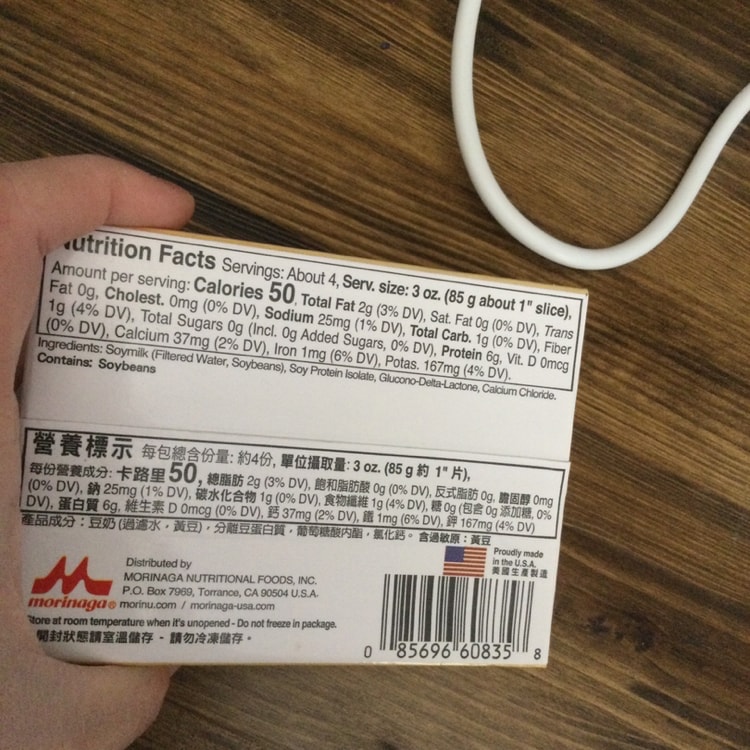 Nutrition Facts Servings: About 4, Serv. size: 3 oz. (85 g about 1" slice),
Amount per serving: Calories 50, Total Fat 2g (3% DV), Sat. Fat 0g (0% DV), Trans
Fat 0g, Cholest. 0mg (0% DV), Sodium 25mg (1% DV), Total Carb. 1g (0% DV), Fiber
1g (4% DV), Total Sugars 0g (Incl. 0g Added Sugars, 0% DV), Protein 6g, Vit. D 0mcg
(0% DV), Calcium 37mg (2% DV), Iron 1mg (6% DV), Potas. 167mg (4% DV).
Ingredients: Soymilk (Filtered Water, Soybeans), Soy Protein Isolate, Glucono-Delta-Lactone, Calcium Chloride.
Contains: Soybeans
營養標示 每包總含份量: 約4份, 單位攝取量: 3 oz. (85 g 約 1" 片),
每份營養成分: 卡路里 50, 總脂肪 2g (3% DV), 飽和脂肪酸 0g (0% DV), 反式脂肪 0g, 膽固醇 0mg
(0% DV), 鈉 25mg (1% DV), 碳水化合物 1g (0% DV), 食物纖維 1g (4% DV), 糖 0g (包含 0g 添加糖, 0%
DV), 蛋白質 6g, 維生素 D 0mcg (0% DV), 鈣 37mg (2% DV), 鐵 1mg (6% DV), 鉀 167mg (4% DV)
產品成分：豆奶 (過濾水，黃豆)，分離豆蛋白質，葡萄糖酸內酯，氯化鈣。 含過敏原：黃豆
Proudly made
in the U.S.A.
美國生產製造
morinaga®
Distributed by
MORINAGA NUTRITIONAL FOODS, INC.
P.O. Box 7969, Torrance, CA 90504 U.S.A.
morinu.com / morinaga-usa.com
Store at room temperature when it's unopened - Do not freeze in package.
開封狀態請室溫儲存 - 請勿冷凍儲存。
0 85696 60835 8